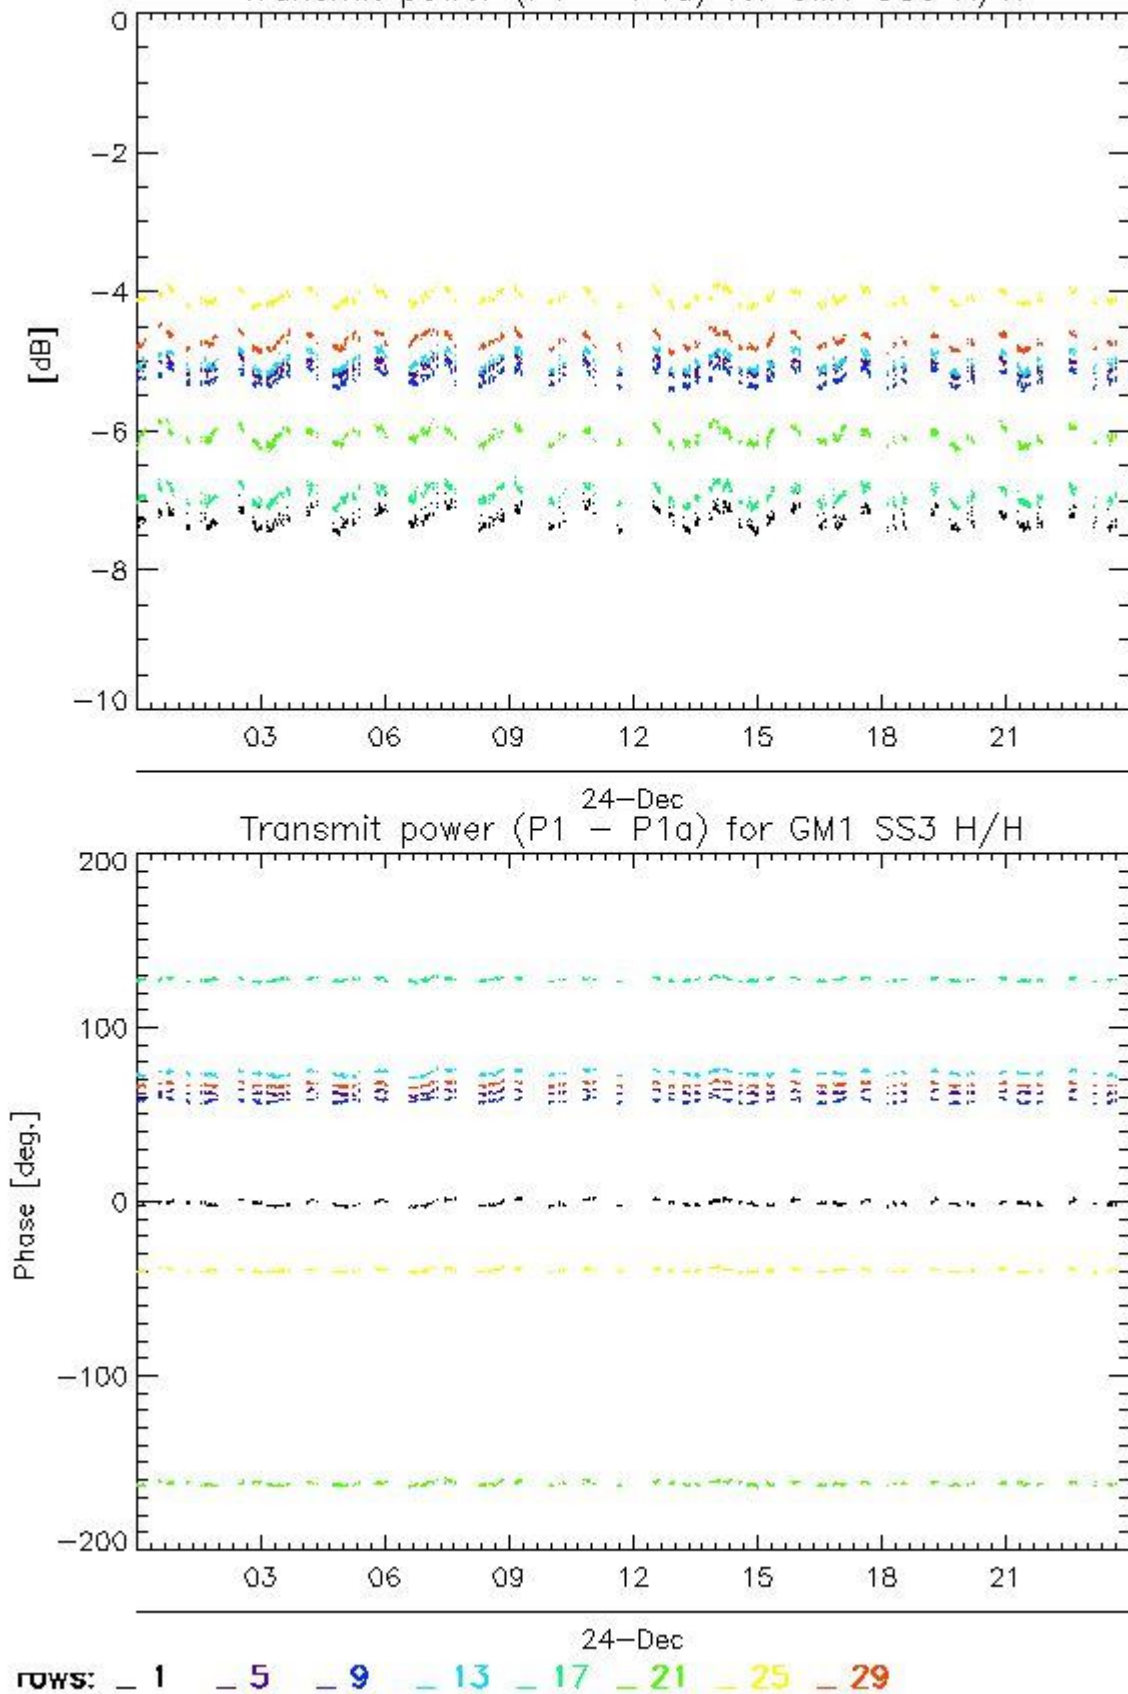 0
−2
−4
[dB]
−6
−8
−10
03 06 09 12 15 18 21
24−Dec
Transmit power (P1 − P1a) for GM1 SS3 H/H
200
100
Phase [deg.]
0
−100
−200
03 06 09 12 15 18 21
24−Dec
rows: _ 1 _ 5 _ 9 _ 13 _ 17 _ 21 _ 25 _ 29